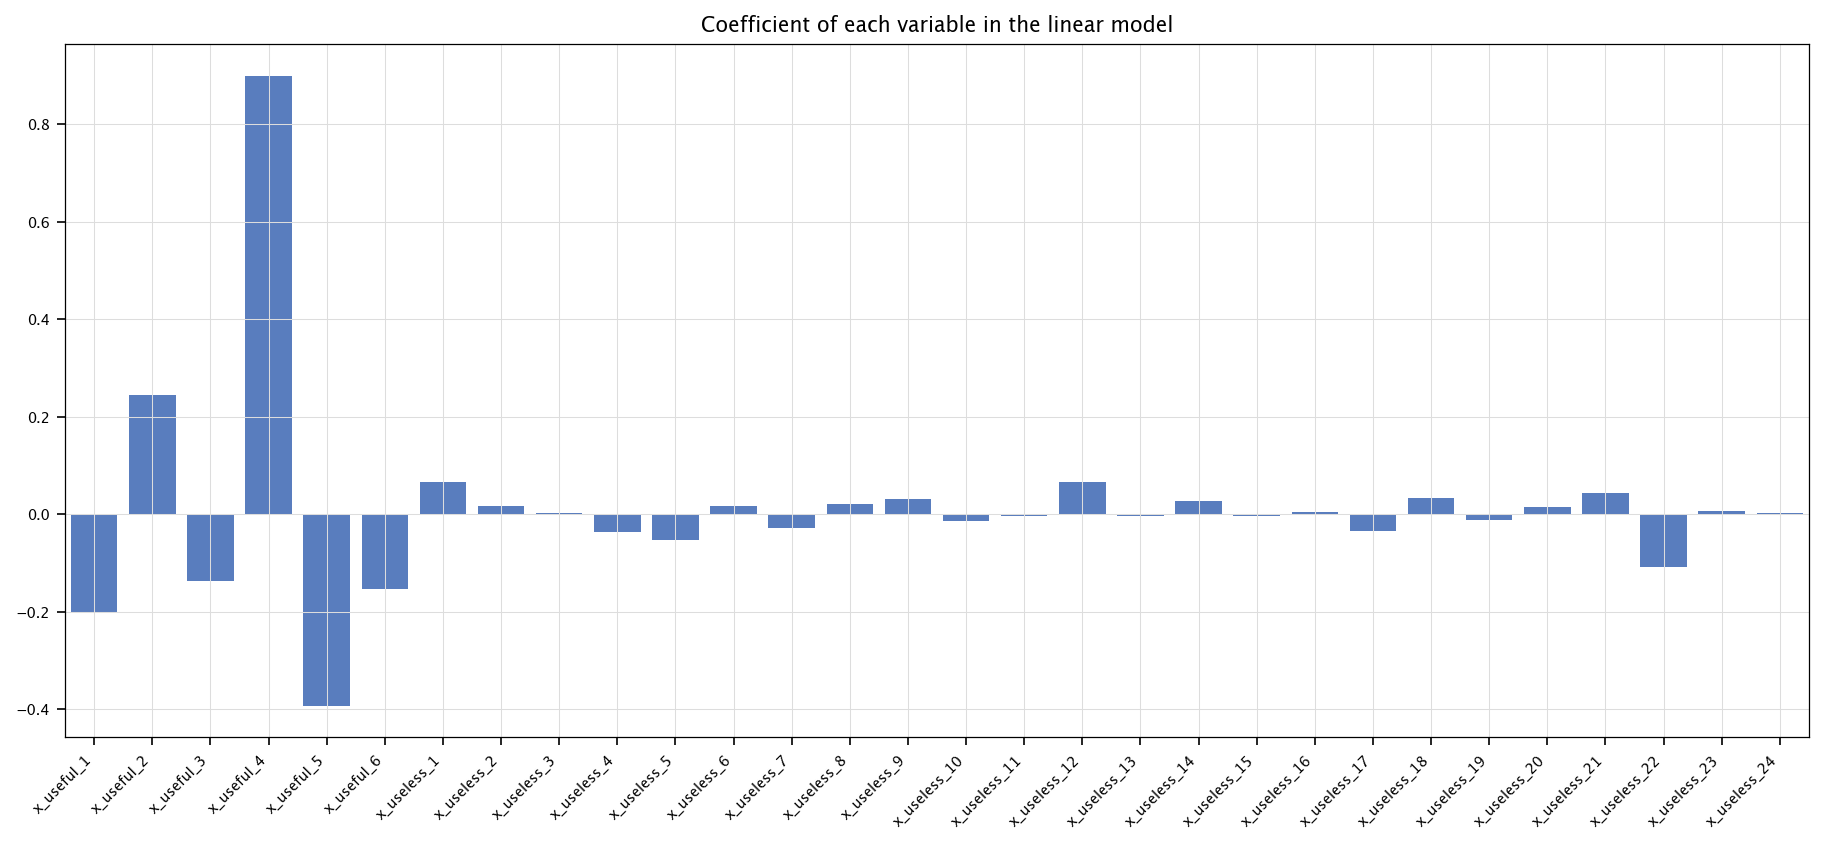 Coefficient of each variable in the linear model
0.8
0.6
0.4
0.2
0.0
−0.2
−0.4
x_useful_1
x_useful_2
x_useful_3
x_useful_4
x_useful_5
x_useful_6
x_useless_1
x_useless_2
x_useless_3
x_useless_4
x_useless_5
x_useless_6
x_useless_7
x_useless_8
x_useless_9
x_useless_10
x_useless_11
x_useless_12
x_useless_13
x_useless_14
x_useless_15
x_useless_16
x_useless_17
x_useless_18
x_useless_19
x_useless_20
x_useless_21
x_useless_22
x_useless_23
x_useless_24